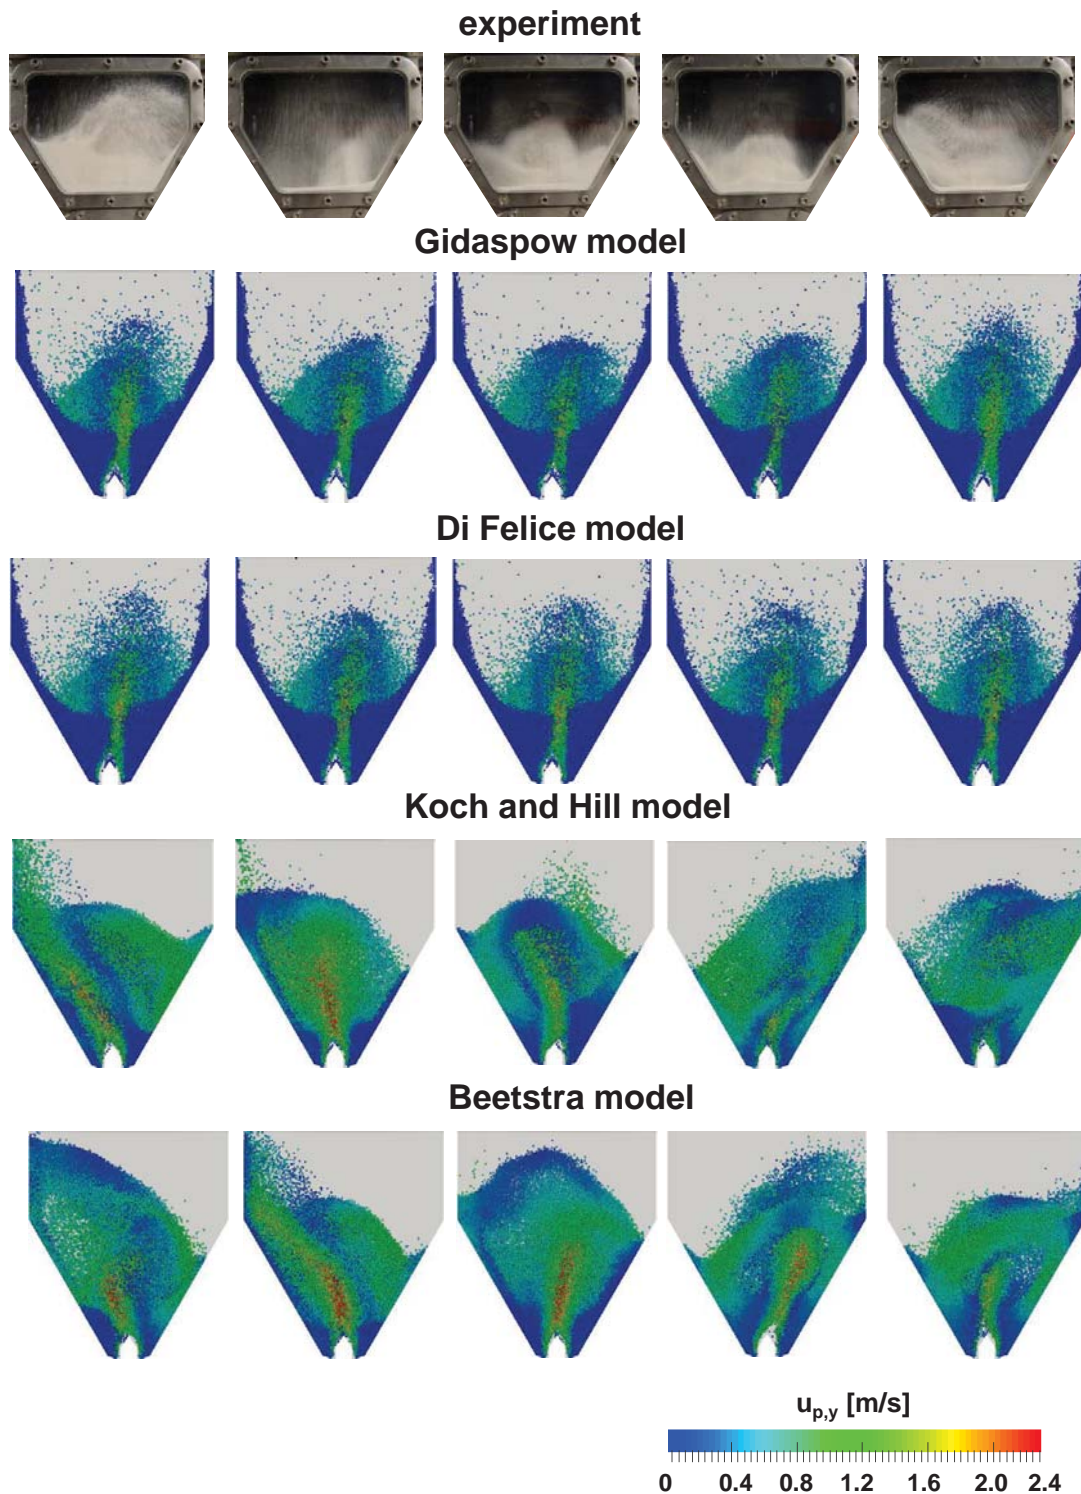 experiment
Gidaspow model
Di Felice model
Koch and Hill model
Beetstra model
u_p,y [m/s]
0 0.4 0.8 1.2 1.6 2.0 2.4